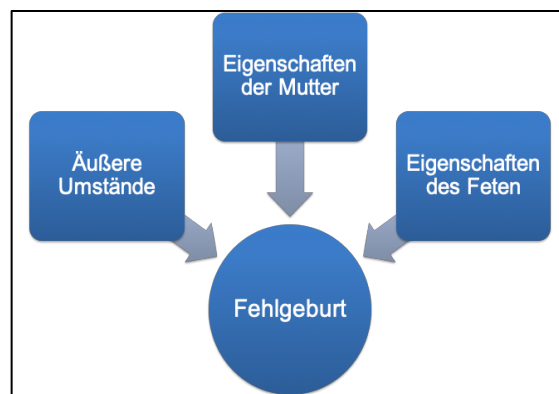 Eigenschaften
der Mutter
Äußere
Umstände
Eigenschaften
des Feten
Fehlgeburt